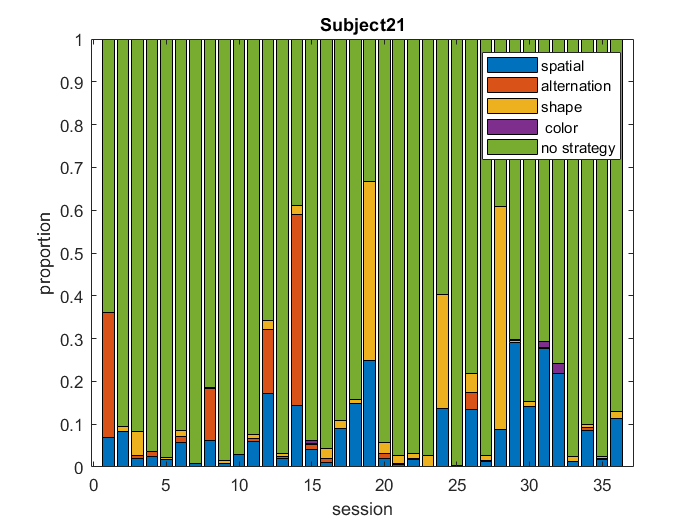 Subject21
1
0.9
0.8
0.7
0.6
0.5
0.4
0.3
0.2
0.1
0
proportion
spatial
alternation
shape
color
no strategy
0 5 10 15 20 25 30 35
session